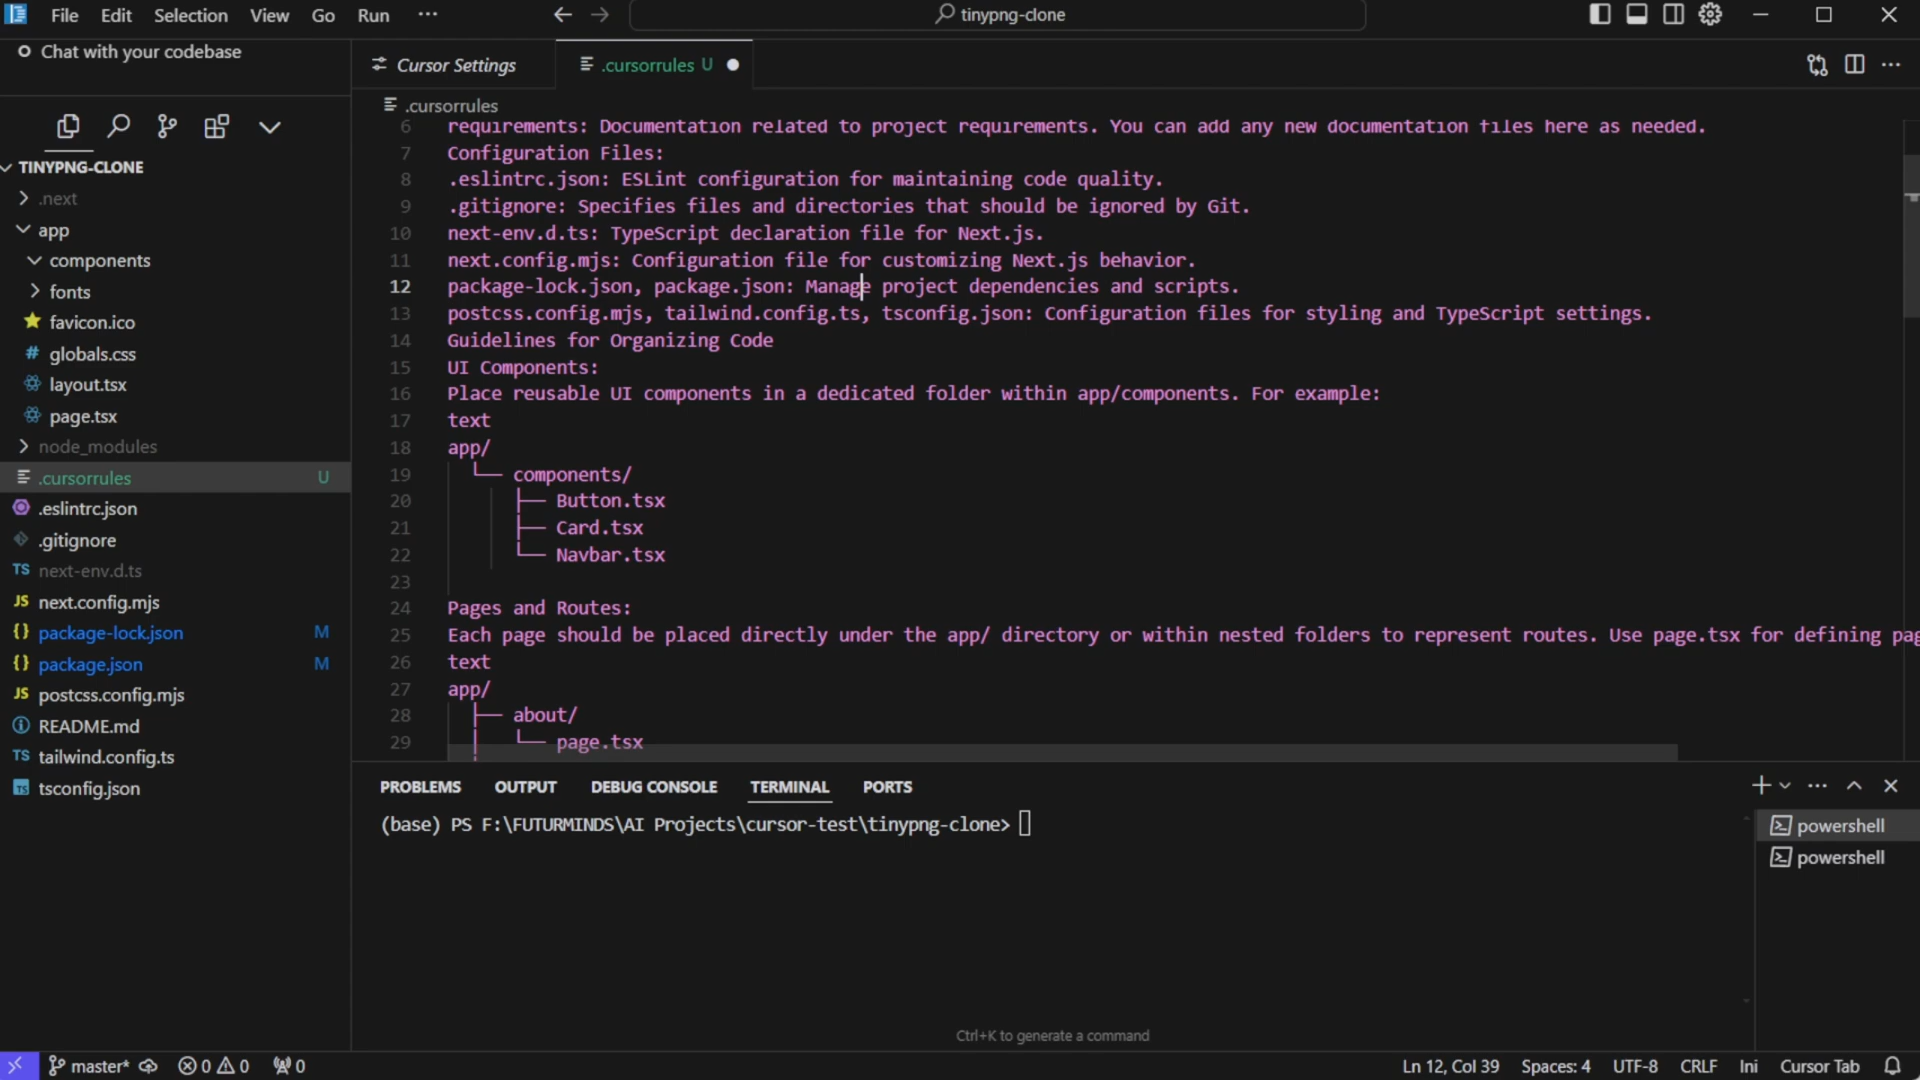 File Edit Selection View Go Run ···
tinypng-clone
Chat with your codebase
Cursor Settings
.cursorrules U
.cursorrules
TINYPNG-CLONE
.next
app
components
fonts
favicon.ico
# globals.css
layout.tsx
page.tsx
node_modules
.cursorrules U
.eslintrc.json
.gitignore
TS next-env.d.ts
JS next.config.mjs
{} package-lock.json M
{} package.json M
JS postcss.config.mjs
README.md
TS tailwind.config.ts
TS tsconfig.json
6 requirements: Documentation related to project requirements. You can add any new documentation files here as needed.
7 Configuration Files:
8 .eslintrc.json: ESLint configuration for maintaining code quality.
9 .gitignore: Specifies files and directories that should be ignored by Git.
10 next-env.d.ts: TypeScript declaration file for Next.js.
11 next.config.mjs: Configuration file for customizing Next.js behavior.
12 package-lock.json, package.json: Manage project dependencies and scripts.
13 postcss.config.mjs, tailwind.config.ts, tsconfig.json: Configuration files for styling and TypeScript settings.
14 Guidelines for Organizing Code
15 UI Components:
16 Place reusable UI components in a dedicated folder within app/components. For example:
17 text
18 app/
19 └── components/
20 ├── Button.tsx
21 ├── Card.tsx
22 └── Navbar.tsx
23
24 Pages and Routes:
25 Each page should be placed directly under the app/ directory or within nested folders to represent routes. Use page.tsx for defining pag
26 text
27 app/
28 ├── about/
29 │ └── page.tsx
PROBLEMS OUTPUT DEBUG CONSOLE TERMINAL PORTS
(base) PS F:\FUTURMINDS\AI Projects\cursor-test\tinypng-clone>
powershell
powershell
Ctrl+K to generate a command
master* 0 0 0
Ln 12, Col 39 Spaces: 4 UTF-8 CRLF Ini Cursor Tab